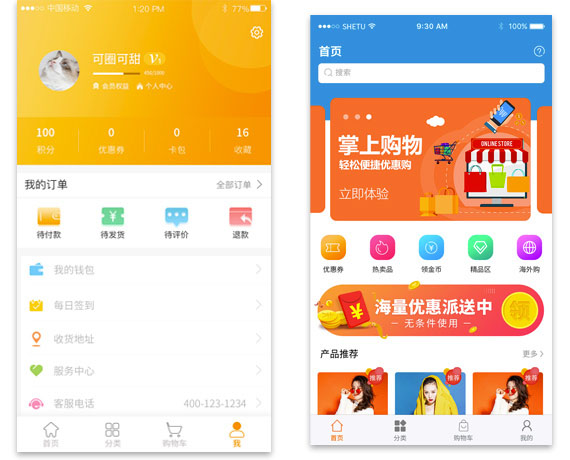 中国移动 1:20 PM 77%
可圈可甜
会员权益 个人中心
100 0 0 16
积分 优惠券 卡包 收藏
我的订单 全部订单
待付款 待发货 待评价 退款
我的钱包
每日签到
收货地址
服务中心
客服电话 400-123-1234
首页 分类 购物车 我
SHETU 9:30 AM 100%
首页
搜索
掌上购物
轻松便捷优惠购
立即体验
ONLINE STORE
优惠券 热卖品 领金币 精品区 海外购
海量优惠派送中
无条件使用
领
产品推荐 更多
推荐 推荐 推荐
首页 分类 购物车 我的